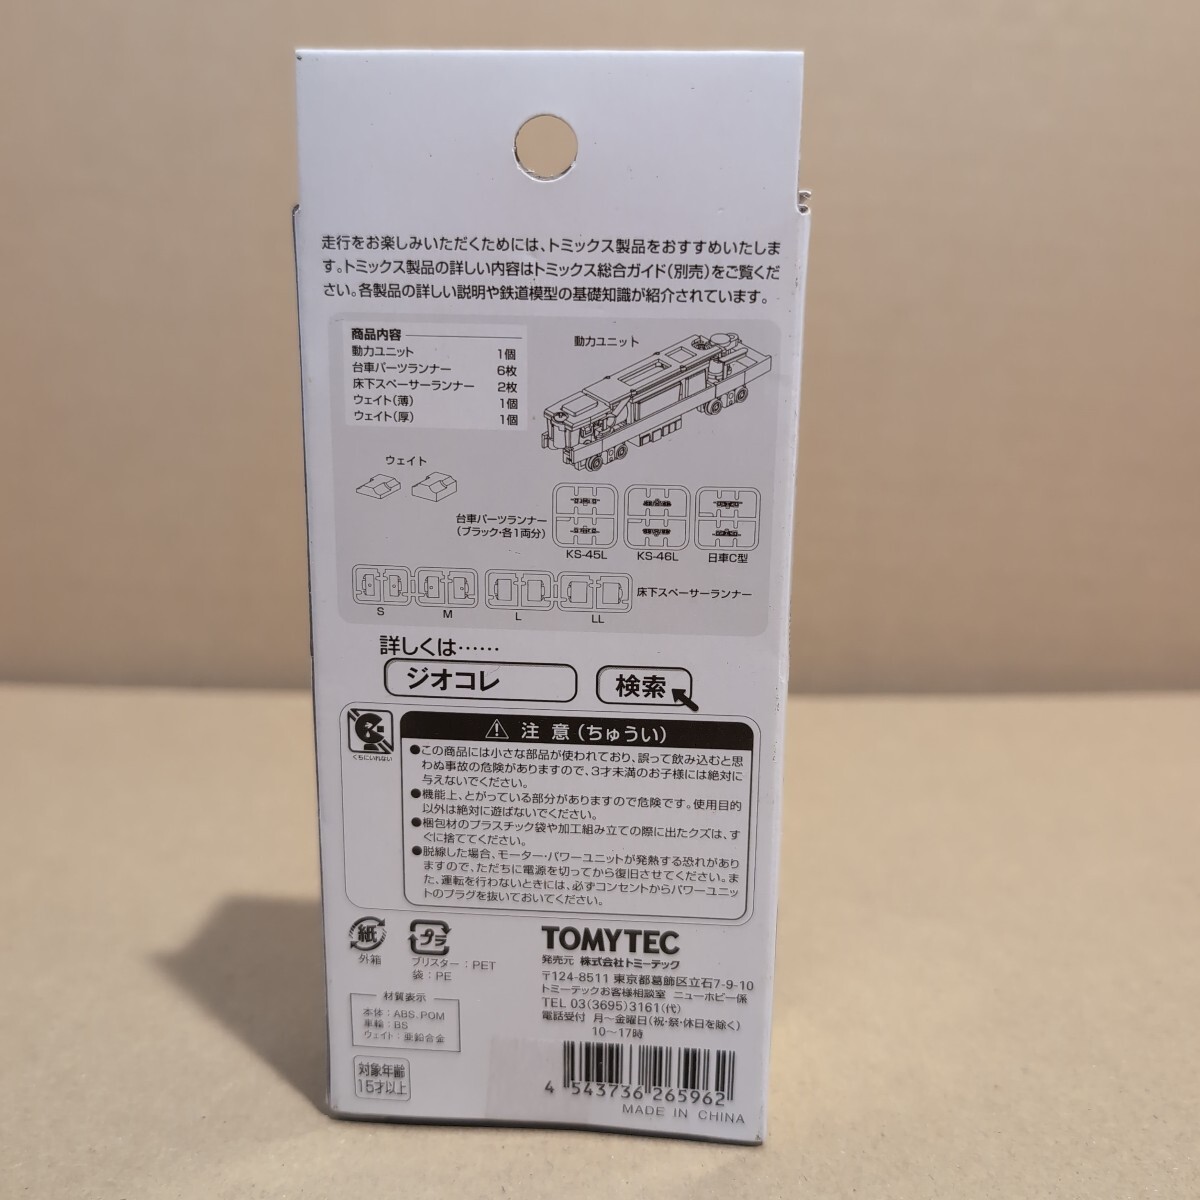 走行をお楽しみいただくためには、トミックス製品をおすすめいたしま
す。トミックス製品の詳しい内容はトミックス総合ガイド(別売)をご覧くだ
さい。各製品の詳しい説明や鉄道模型の基礎知識が紹介されています。
商品内容
動力ユニット 1個
台車パーツランナー 6枚
床下スペーサーランナー 2枚
ウェイト(薄) 1個
ウェイト(厚) 1個
動力ユニット
ウェイト
台車パーツランナー
(ブラック・各1両分)
KS-45L KS-46L 日車C型
床下スペーサーランナー
S M L LL
詳しくは……
ジオコレ 検索
くちにいれない
注意(ちゅうい)
●この商品には小さな部品が使われており、誤って飲み込むと思
わぬ事故の危険がありますので、3才未満のお子様には絶対に
与えないでください。
●機能上、とがっている部分がありますので危険です。使用目的
以外は絶対に遊ばないでください。
●梱包材のプラスチック袋や加工組み立ての際に出たクズは、す
ぐに捨ててください。
●脱線した場合、モーター・パワーユニットが発熱する恐れがあり
ますので、ただちに電源を切ってから復旧させてください。ま
た、運転を行わないときには、必ずコンセントからパワーユニッ
トのプラグを抜いておいてください。
紙
外箱
プラ
ブリスター:PET
袋:PE
材質表示
本体:ABS,POM
車輪:BS
ウェイト:亜鉛合金
対象年齢
15才以上
TOMYTEC
発売元 株式会社トミーテック
〒124-8511 東京都葛飾区立石7-9-10
トミーテックお客様相談室 ニューホビー係
TEL 03(3695)3161(代)
電話受付 月〜金曜日(祝・祭・休日を除く)
10〜17時
4 543736 265962
MADE IN CHINA